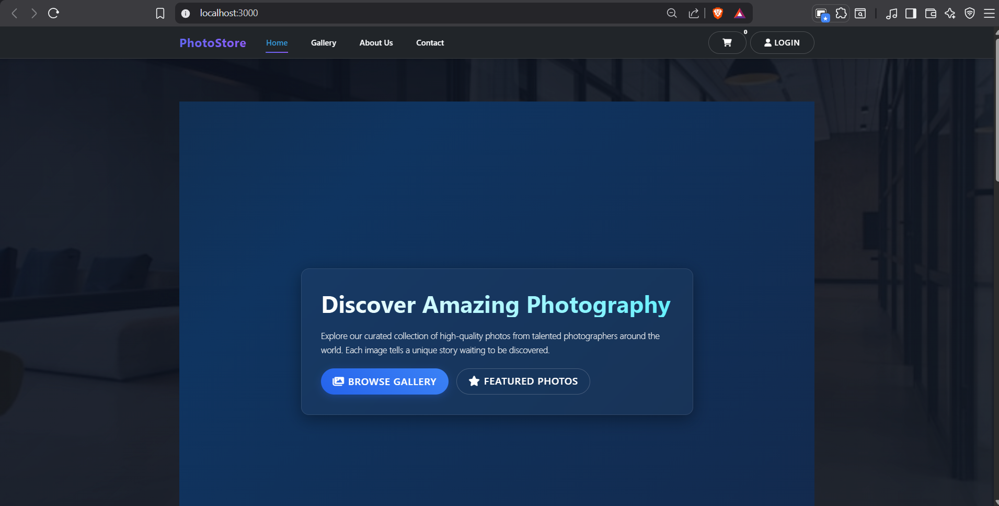 localhost:3000
PhotoStore
Home
Gallery
About Us
Contact
0
LOGIN
Discover Amazing Photography
Explore our curated collection of high-quality photos from talented photographers around the
world. Each image tells a unique story waiting to be discovered.
BROWSE GALLERY
FEATURED PHOTOS